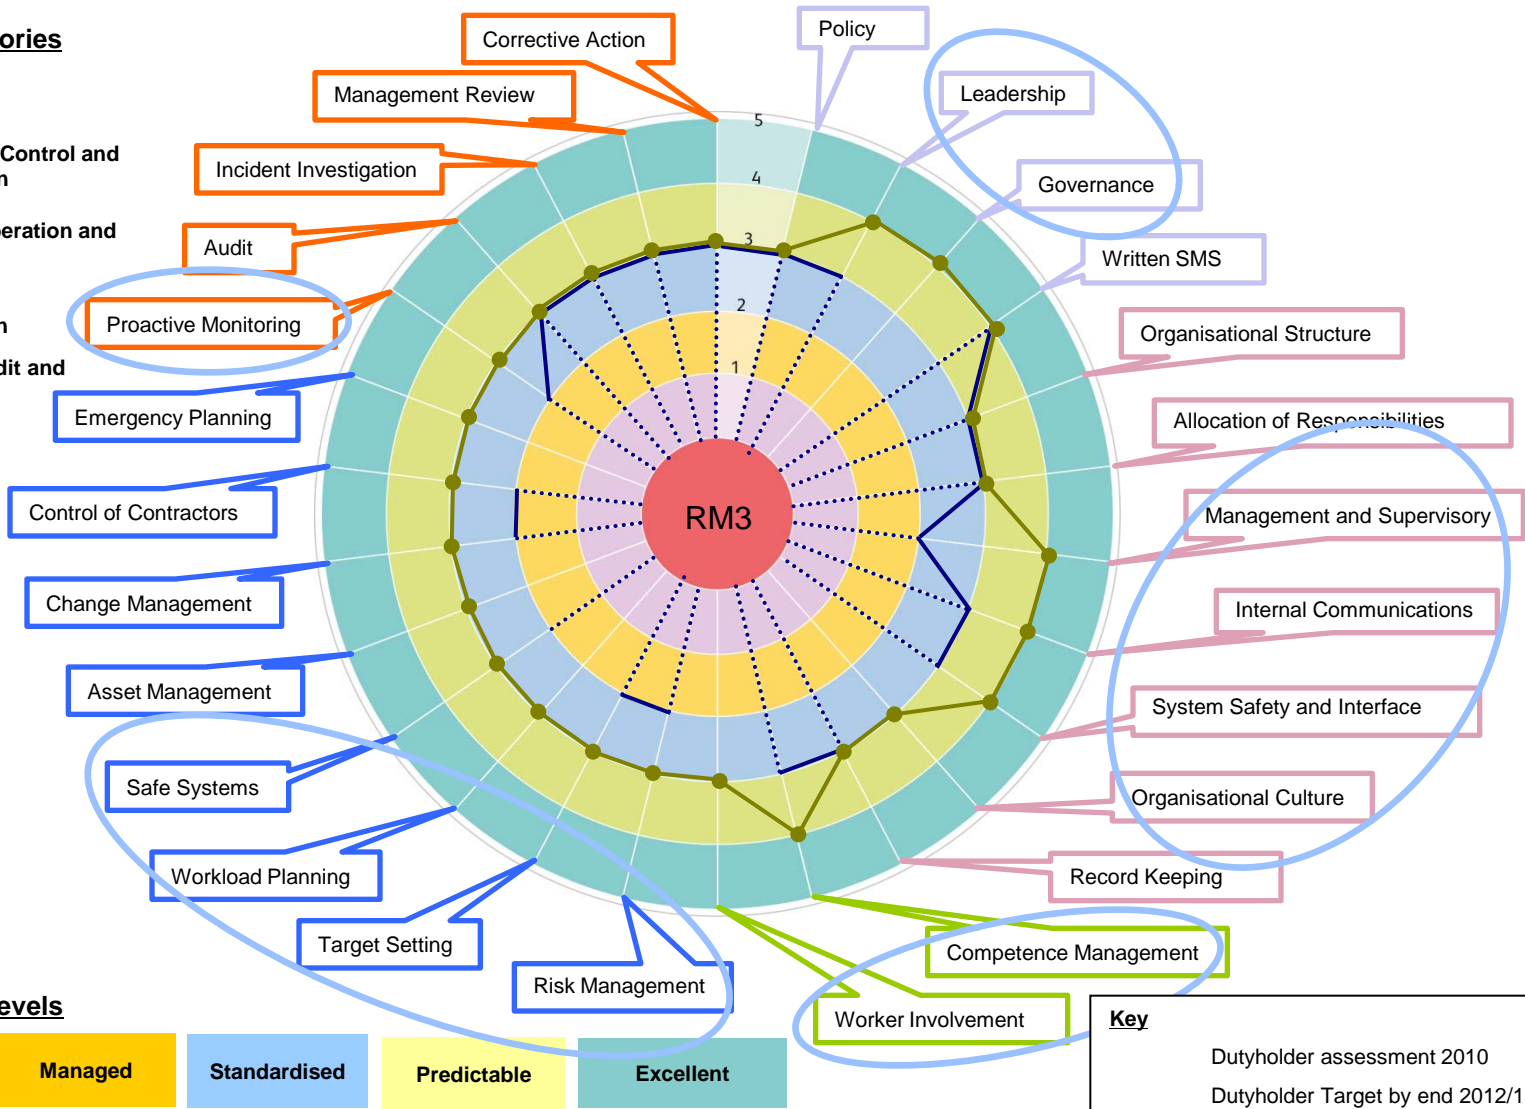 ories
Control and
n
eration and
n
dit and
Corrective Action
Policy
Management Review
Leadership
Incident Investigation
Governance
Audit
Written SMS
Proactive Monitoring
Organisational Structure
Emergency Planning
Allocation of Responsibilities
Control of Contractors
Management and Supervisory
Change Management
Internal Communications
Asset Management
System Safety and Interface
Safe Systems
Organisational Culture
Workload Planning
Record Keeping
Target Setting
Competence Management
Risk Management
Worker Involvement
5
4
3
2
1
RM3
evels
Managed
Standardised
Predictable
Excellent
Key
Dutyholder assessment 2010
Dutyholder Target by end 2012/1